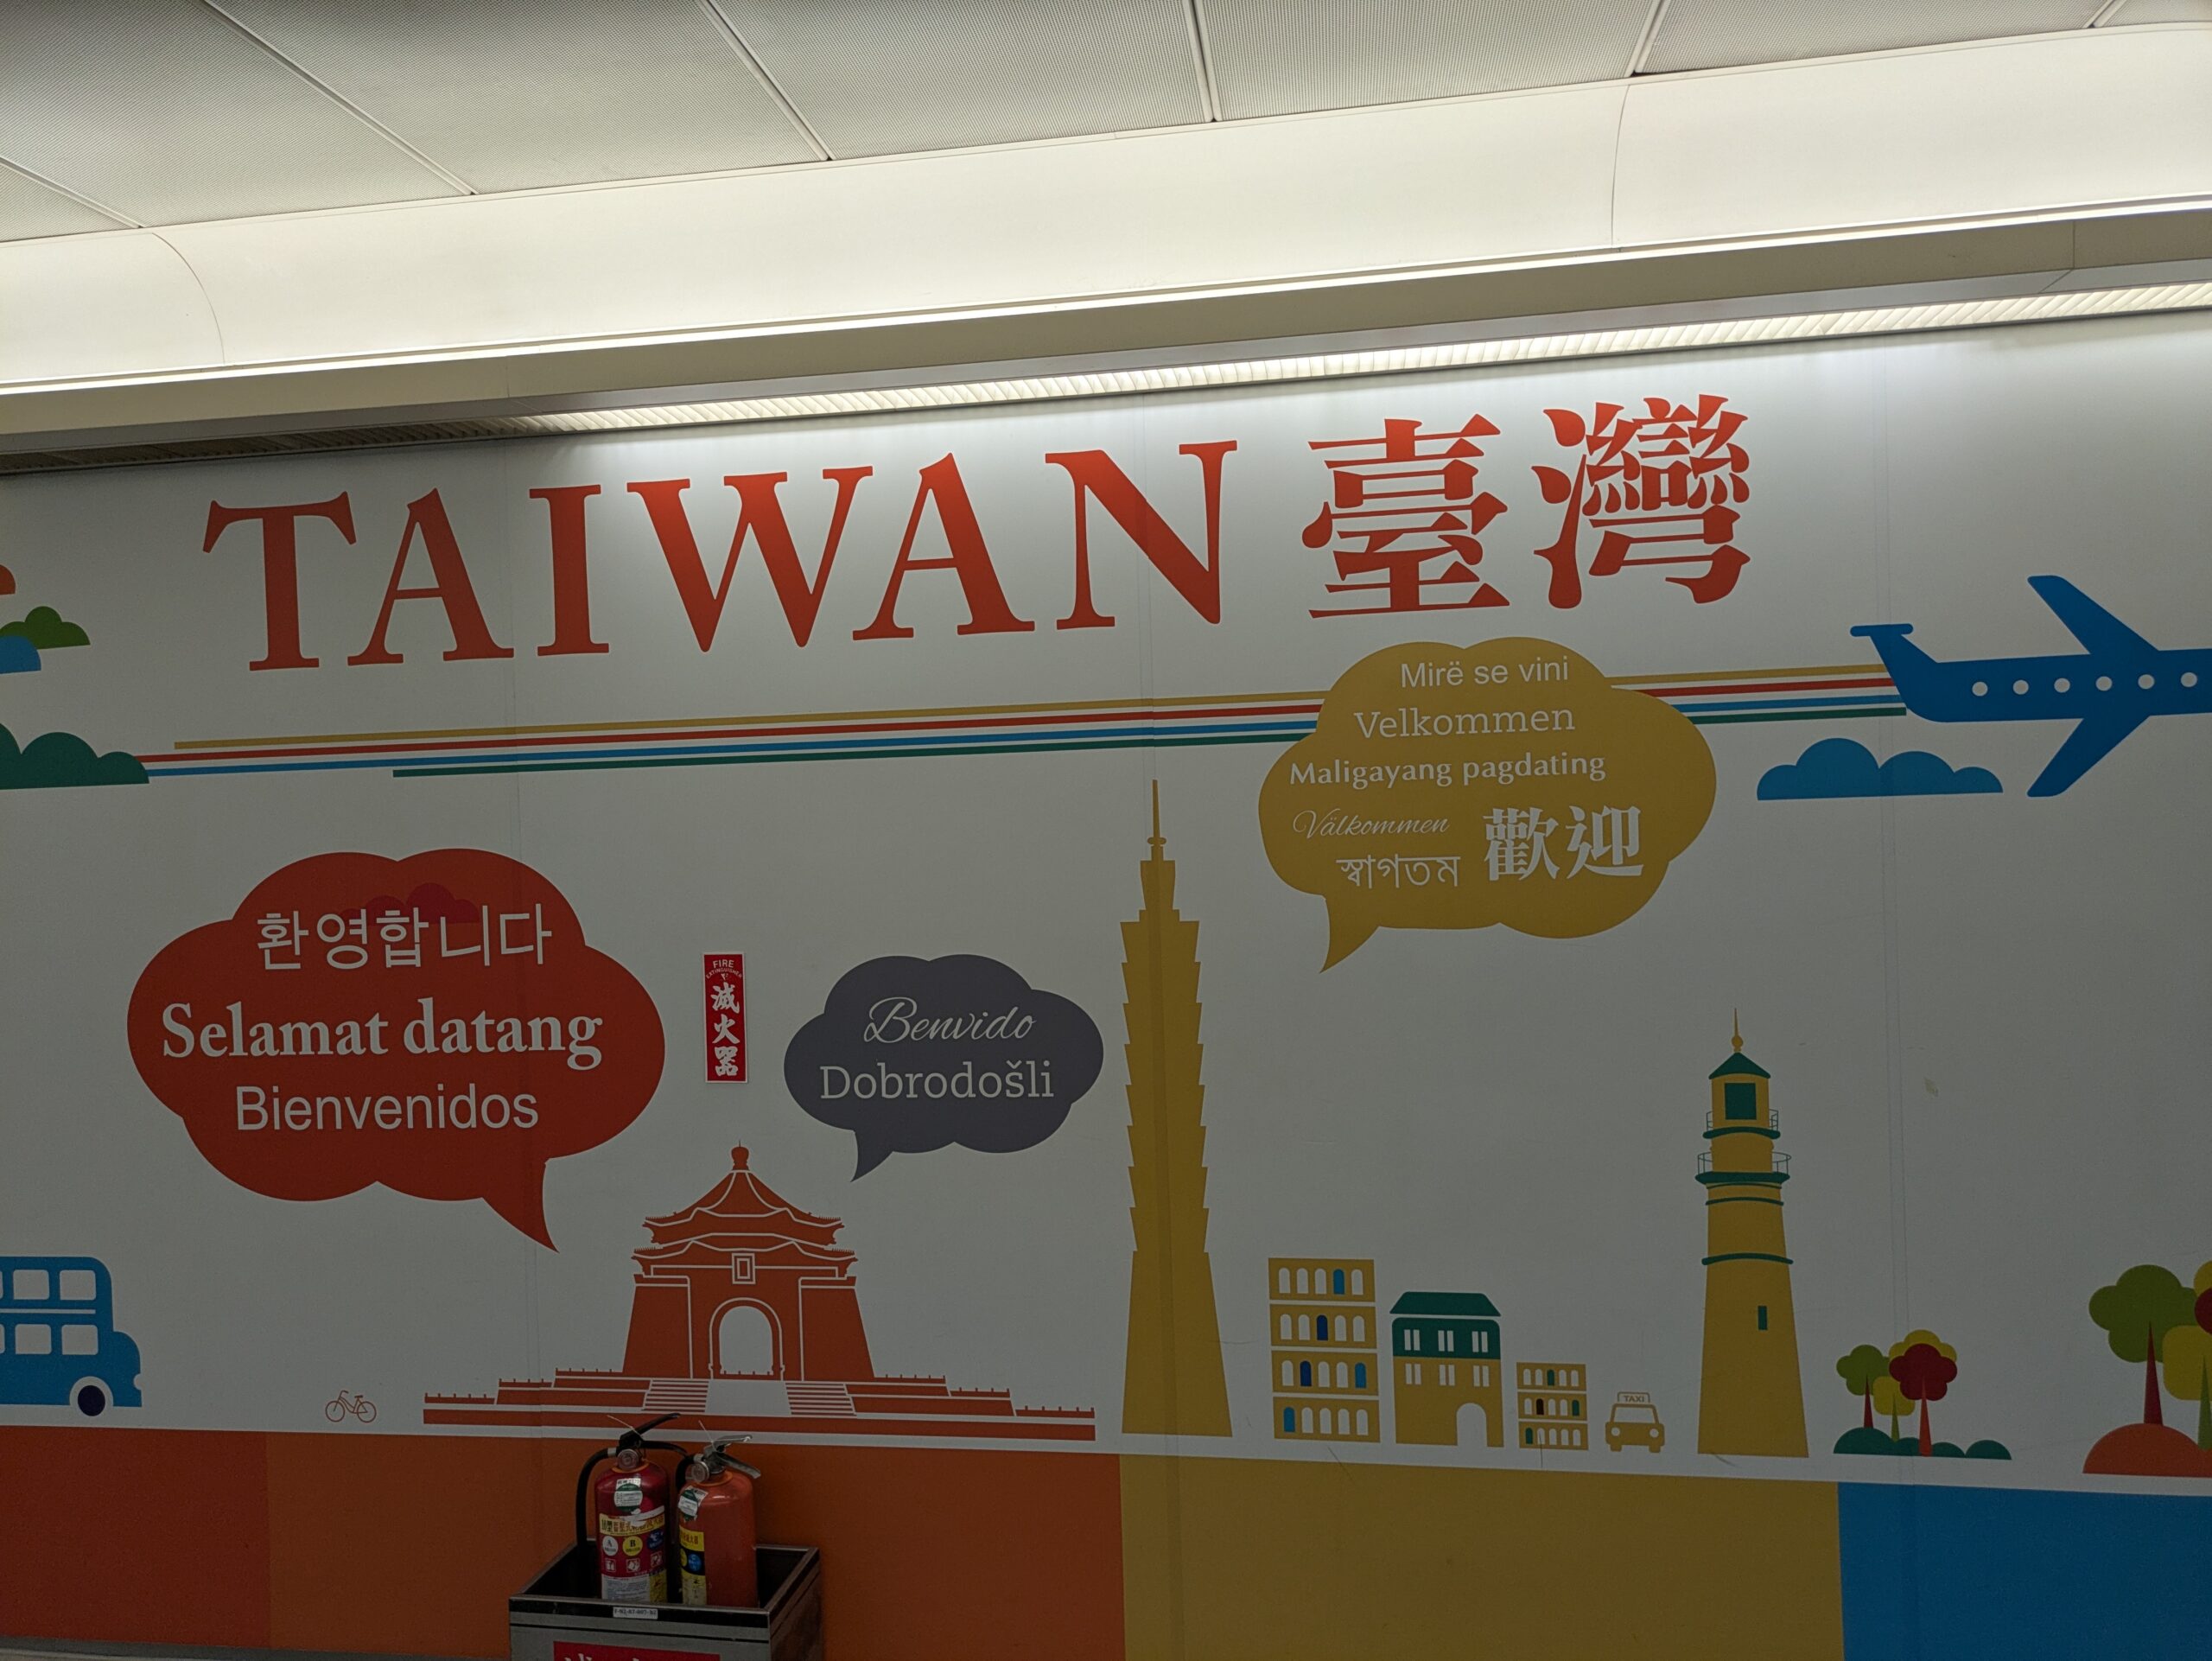 TAIWAN 臺灣
Mirë se vini
Velkommen
Maligayang pagdating
Välkommen
স্বাগতম 歡迎
환영합니다
Selamat datang
Bienvenidos
FIRE
EXTINGUISHER
滅火器
Benvido
Dobrodošli
TAXI